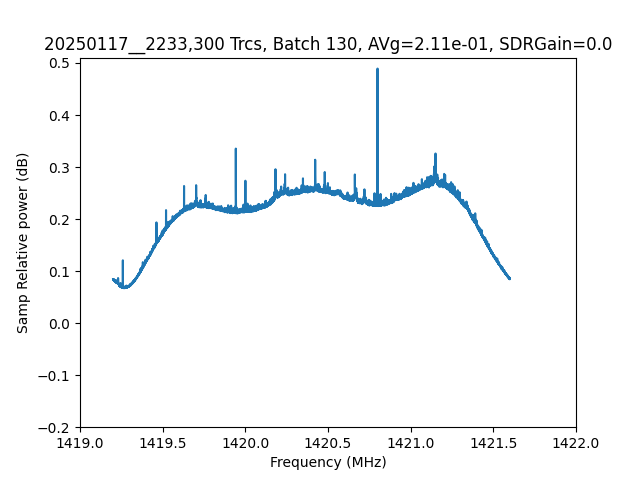 20250117__2233,300 Trcs, Batch 130, AVg=2.11e-01, SDRGain=0.0
Samp Relative power (dB)
0.5
0.4
0.3
0.2
0.1
0.0
−0.1
−0.2
1419.0 1419.5 1420.0 1420.5 1421.0 1421.5 1422.0
Frequency (MHz)